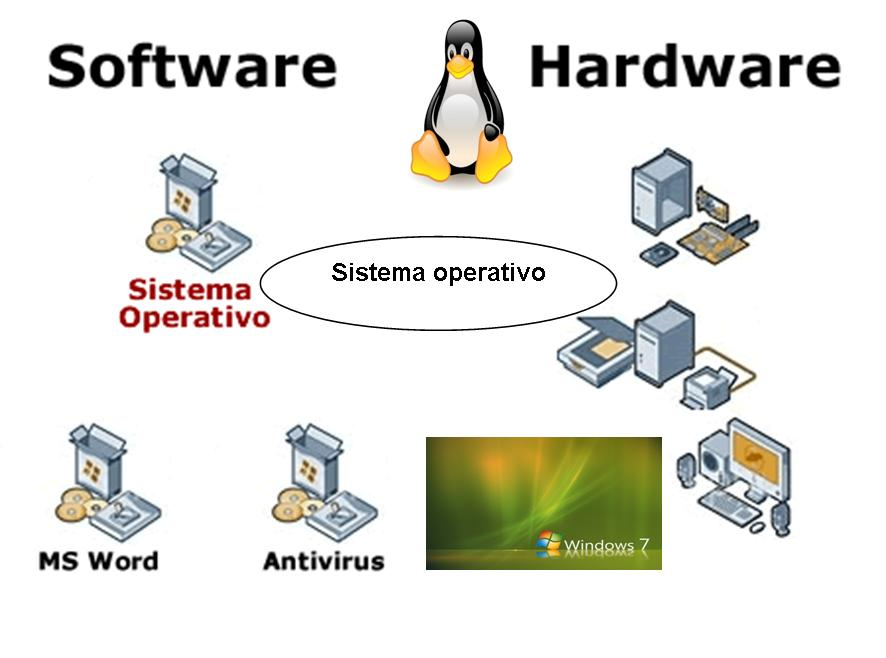 Software
Hardware
Sistema operativo
Sistema
Operativo
MS Word
Antivirus
Windows 7